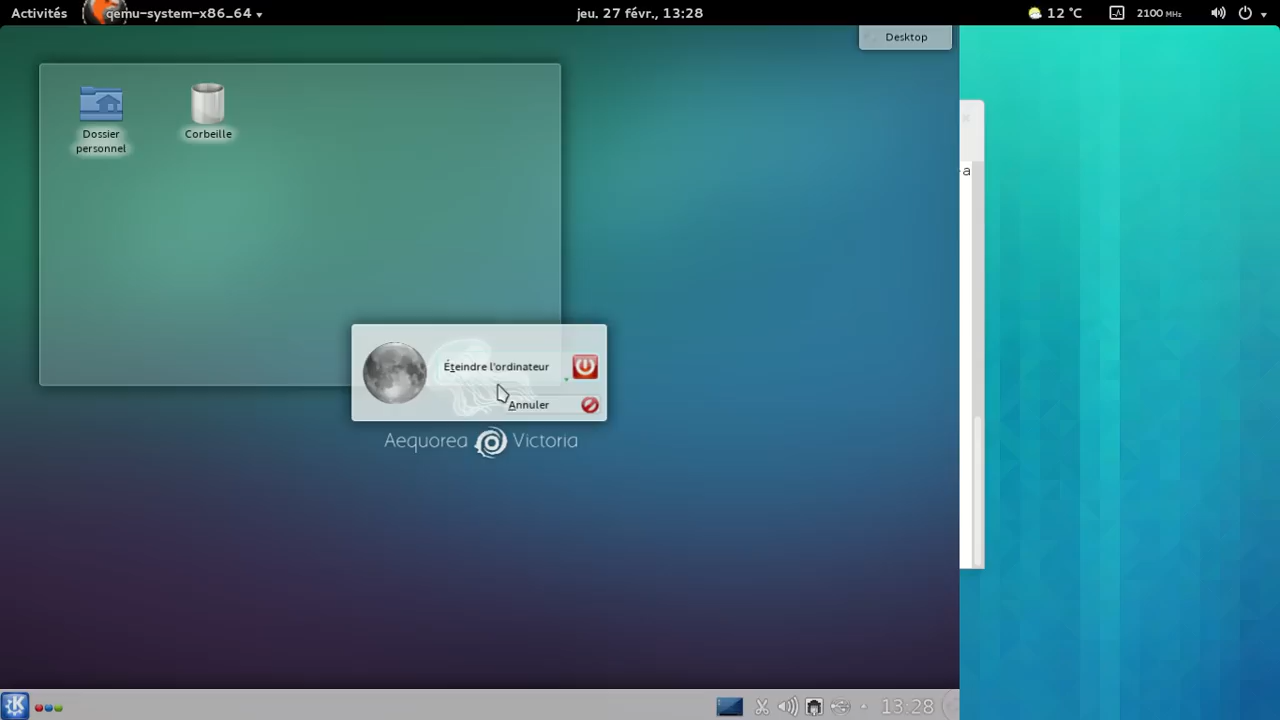 Activités
qemu-system-x86_64
jeu. 27 févr., 13:28
12 °C
2100 MHz
Desktop
Dossier
personnel
Corbeille
a
Éteindre l'ordinateur
Annuler
Aequorea Victoria
13:28